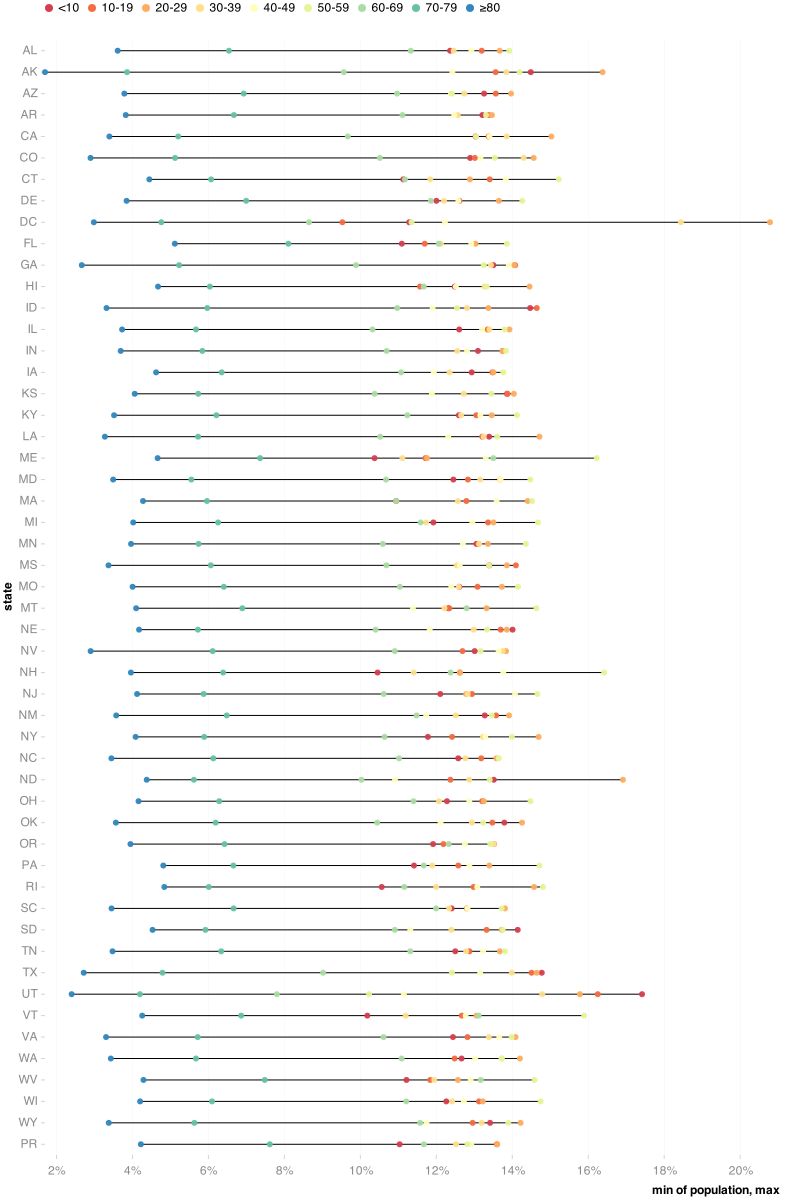 <10 10-19 20-29 30-39 40-49 50-59 60-69 70-79 ≥80
AL
AK
AZ
AR
CA
CO
CT
DE
DC
FL
GA
HI
ID
IL
IN
IA
KS
KY
LA
ME
MD
MA
MI
MN
MS
MO
MT
NE
NV
NH
NJ
NM
NY
NC
ND
OH
OK
OR
PA
RI
SC
SD
TN
TX
UT
VT
VA
WA
WV
WI
WY
PR
state
2% 4% 6% 8% 10% 12% 14% 16% 18% 20%
min of population, max